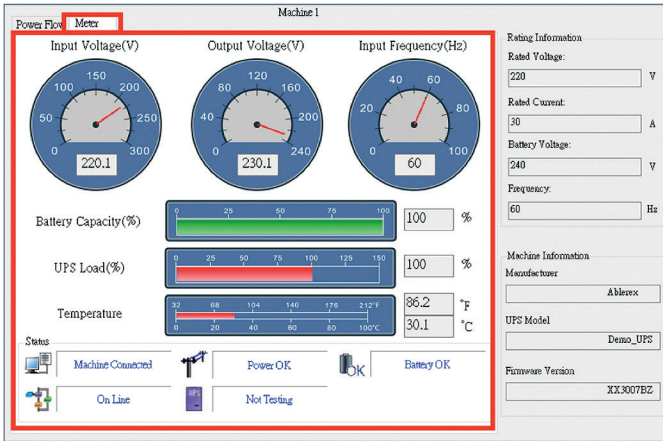 Machine 1
Power Flow
Meter
Input Voltage(V)
Output Voltage(V)
Input Frequency(Hz)
0 50 100 150 200 250 300
220.1
0 40 80 120 160 200 240
230.1
0 20 40 60 80 100
60
Battery Capacity(%)
0 25 50 75 100
100 %
UPS Load(%)
0 25 50 75 100 125 150
100 %
Temperature
32 68 104 140 176 212°F
0 20 40 60 80 100°C
86.2 °F
30.1 °C
Status
Machine Connected
Power OK
OK
Battery OK
On Line
UPS
Not Testing
Rating Information
Rated Voltage:
220 V
Rated Current:
30 A
Battery Voltage:
240 V
Frequency:
60 Hz
Machine Information
Manufacturer
Ablerex
UPS Model
Demo_UPS
Firmware Version
XX3007BZ